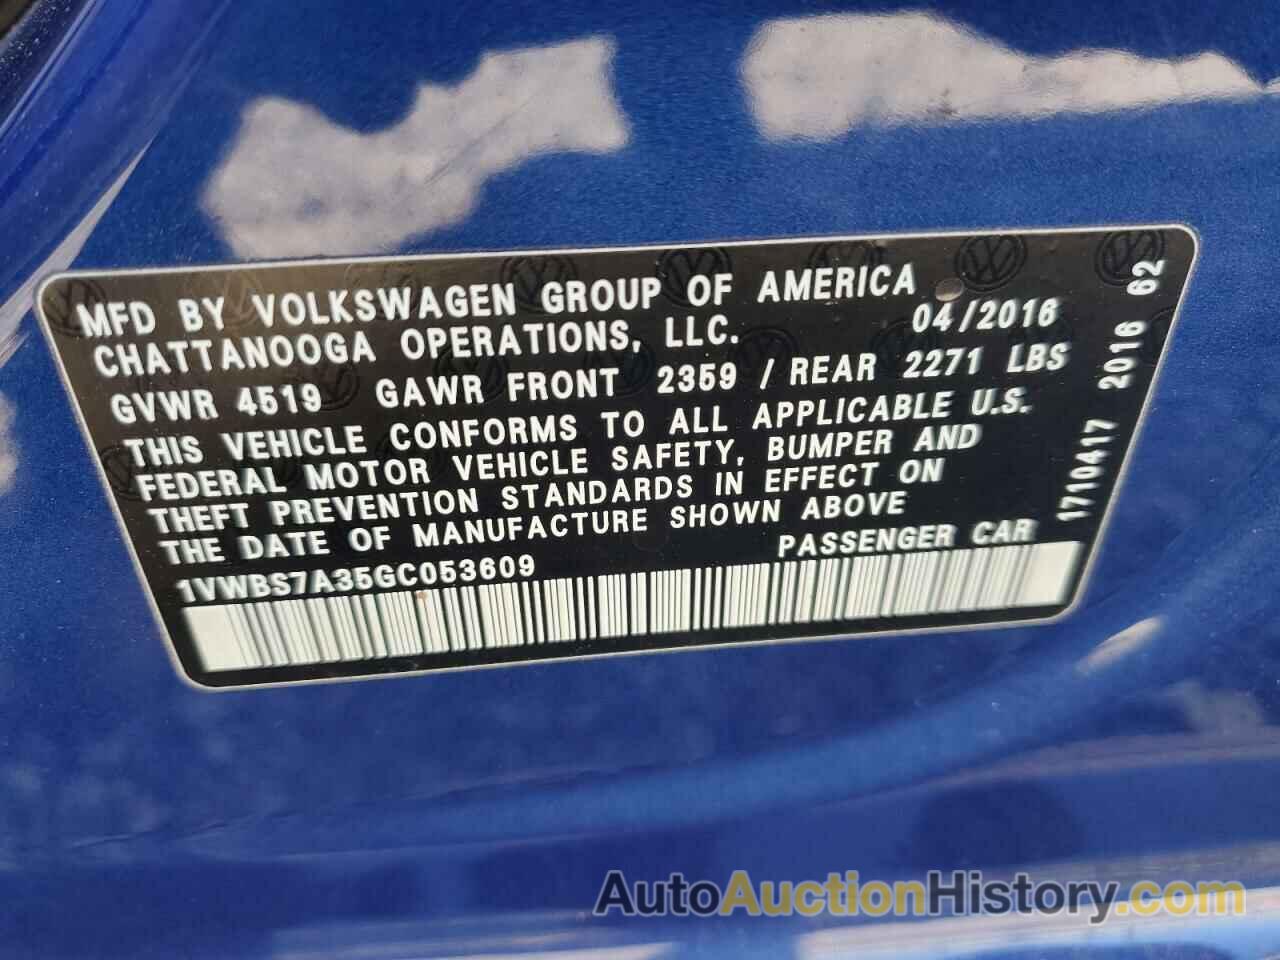 MFD BY VOLKSWAGEN GROUP OF AMERICA
CHATTANOOGA OPERATIONS, LLC. 04/2016
GVWR 4519 GAWR FRONT 2359 / REAR 2271 LBS
THIS VEHICLE CONFORMS TO ALL APPLICABLE U.S.
FEDERAL MOTOR VEHICLE SAFETY, BUMPER AND
THEFT PREVENTION STANDARDS IN EFFECT ON
THE DATE OF MANUFACTURE SHOWN ABOVE
1VWBS7A35GC053609 PASSENGER CAR
1710417 2016 62
AutoAuctionHistory.com